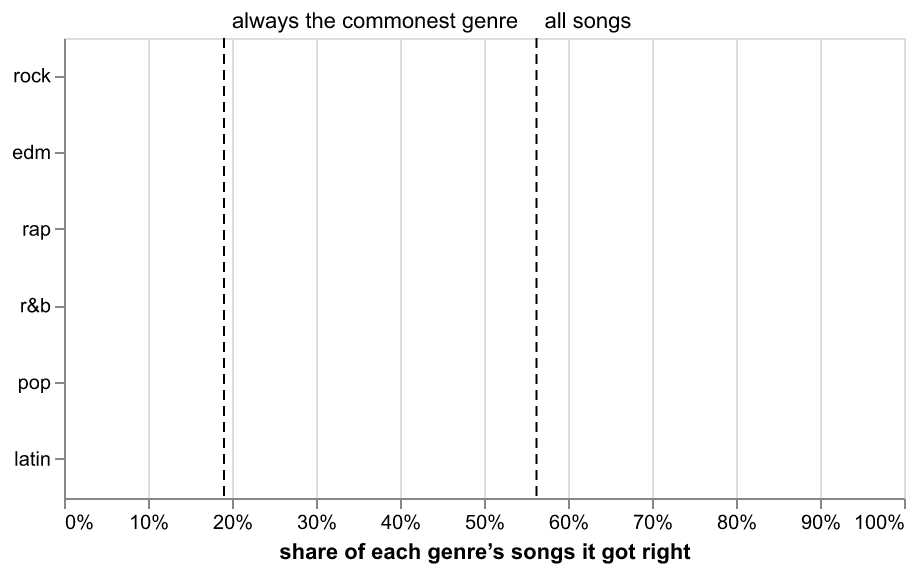 always the commonest genre all songs
rock
edm
rap
r&b
pop
latin
0% 10% 20% 30% 40% 50% 60% 70% 80% 90% 100%
share of each genre’s songs it got right